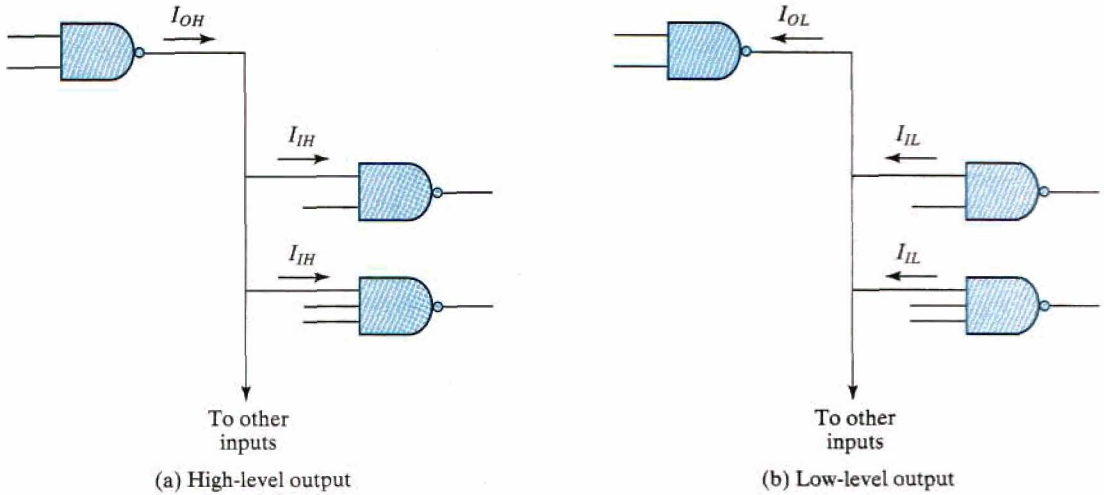 I_OH
I_IH
I_IH
To other
inputs
(a) High-level output
I_OL
I_IL
I_IL
To other
inputs
(b) Low-level output